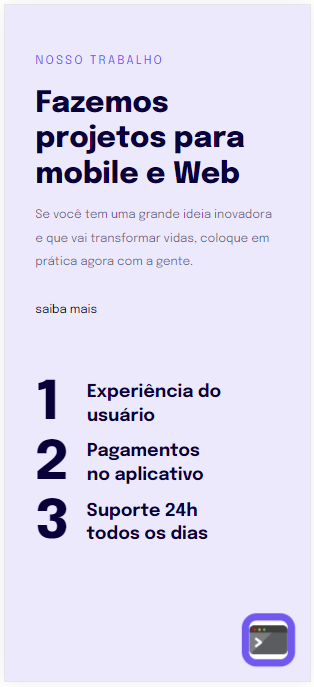 NOSSO TRABALHO
Fazemos
projetos para
mobile e Web
Se você tem uma grande ideia inovadora
e que vai transformar vidas, coloque em
prática agora com a gente.
saiba mais
1 Experiência do
usuário
2 Pagamentos
no aplicativo
3 Suporte 24h
todos os dias